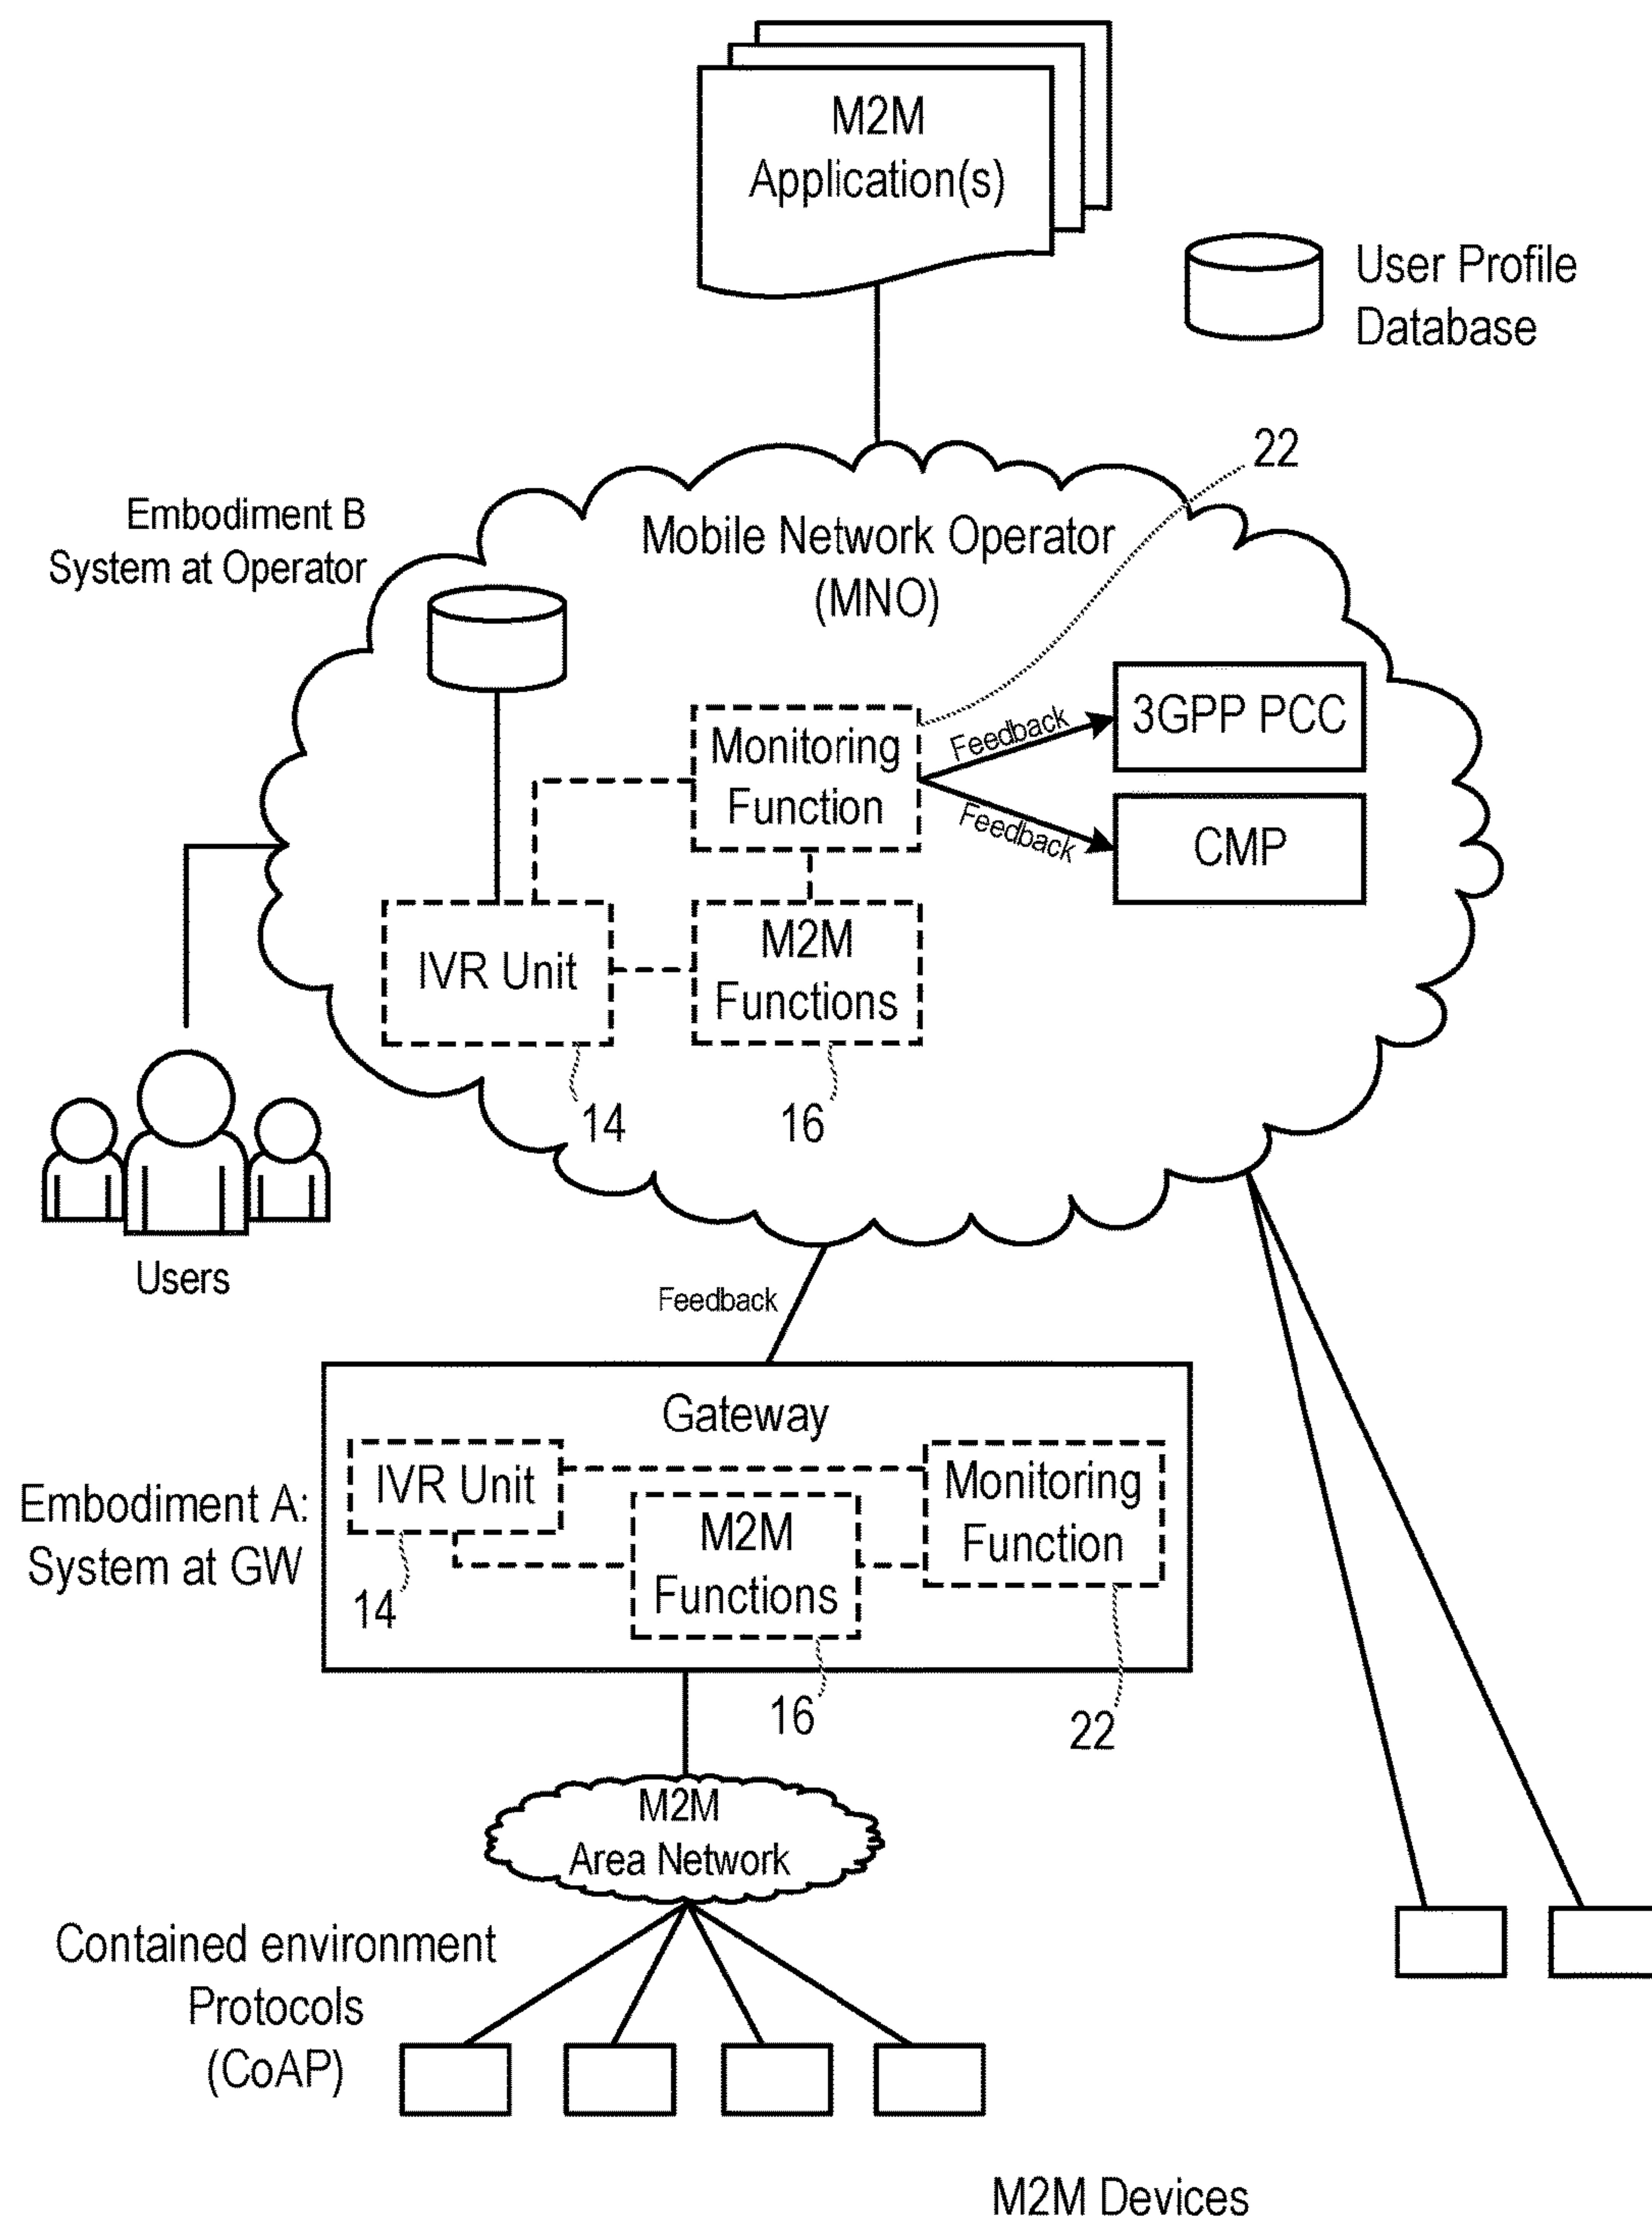 M2M
Application(s)
User Profile
Database
22
Embodiment B
System at Operator
Mobile Network Operator
(MNO)
Monitoring
Function
Feedback
3GPP PCC
Feedback
CMP
IVR Unit
M2M
Functions
14
16
Users
Feedback
Gateway
Embodiment A:
System at GW
IVR Unit
M2M
Functions
Monitoring
Function
14
16
22
M2M
Area Network
Contained environment
Protocols
(CoAP)
M2M Devices